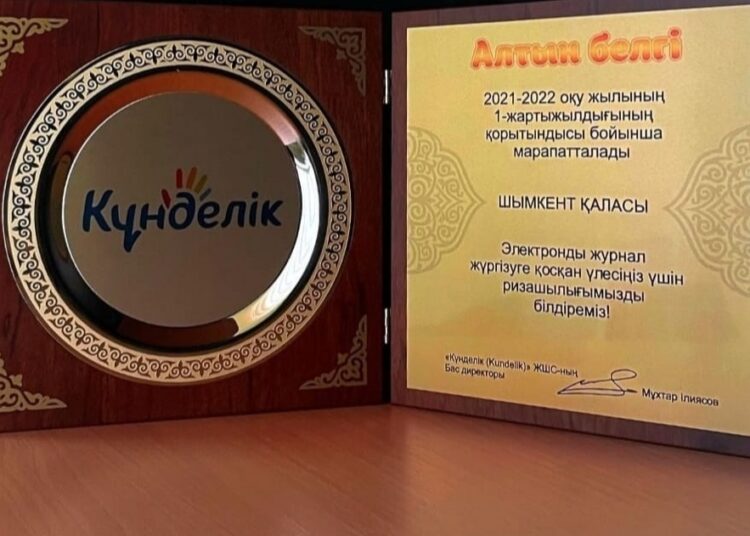 Күнделік
Алтын белгі
2021-2022 оқу жылының
1-жартыжылдығының
қорытындысы бойынша
марапатталады
ШЫМКЕНТ ҚАЛАСЫ
Электронды журнал
жүргізуге қосқан үлесіңіз үшін
ризашылығымызды
білдіреміз!
«Күнделік (Kundelik)» ЖШС-ның
Бас директоры
Мұхтар Ілиясов